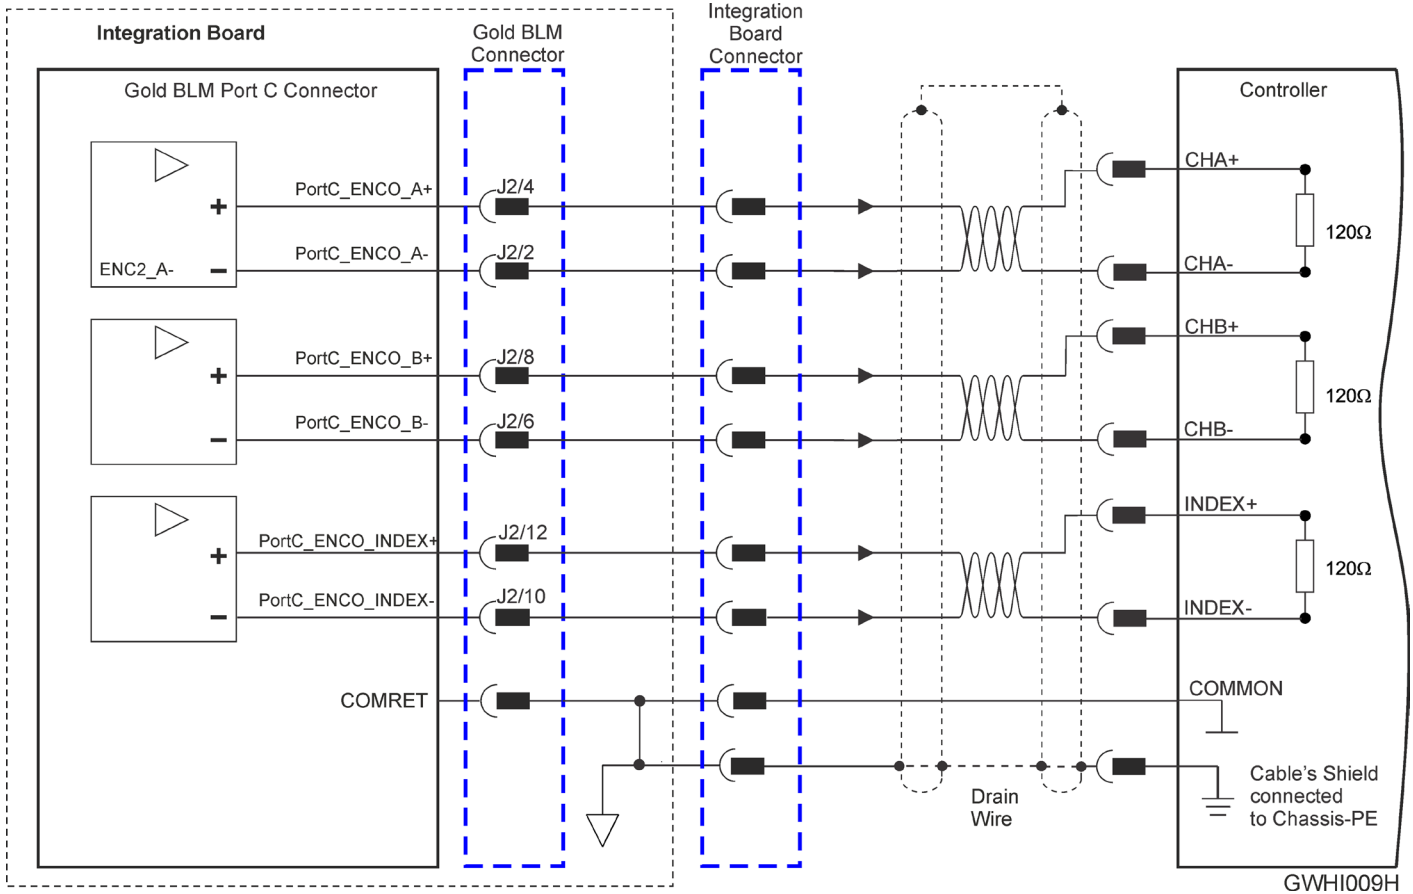 Integration Board
Gold BLM
Connector
Integration
Board
Connector
Gold BLM Port C Connector
Controller
PortC_ENCO_A+
J2/4
CHA+
+
120Ω
PortC_ENCO_A-
J2/2
CHA-
ENC2_A-
−
PortC_ENCO_B+
J2/8
CHB+
+
120Ω
PortC_ENCO_B-
J2/6
CHB-
−
PortC_ENCO_INDEX+
J2/12
INDEX+
+
120Ω
PortC_ENCO_INDEX-
J2/10
INDEX-
−
COMRET
COMMON
Drain
Wire
Cable's Shield
connected
to Chassis-PE
GWHI009H